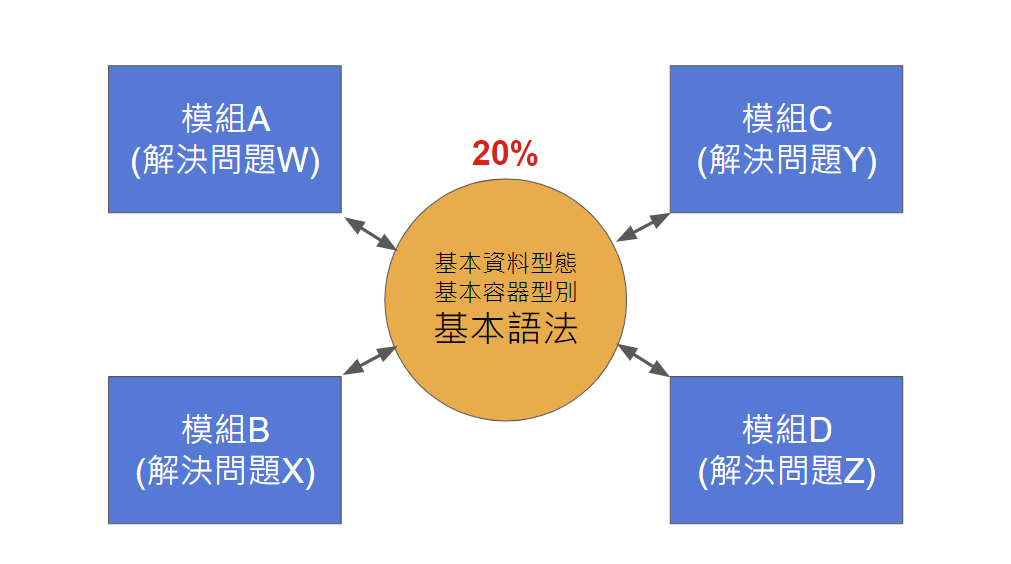 模組A
(解決問題W)
模組C
(解決問題Y)
20%
基本資料型態
基本容器型別
基本語法
模組B
(解決問題X)
模組D
(解決問題Z)